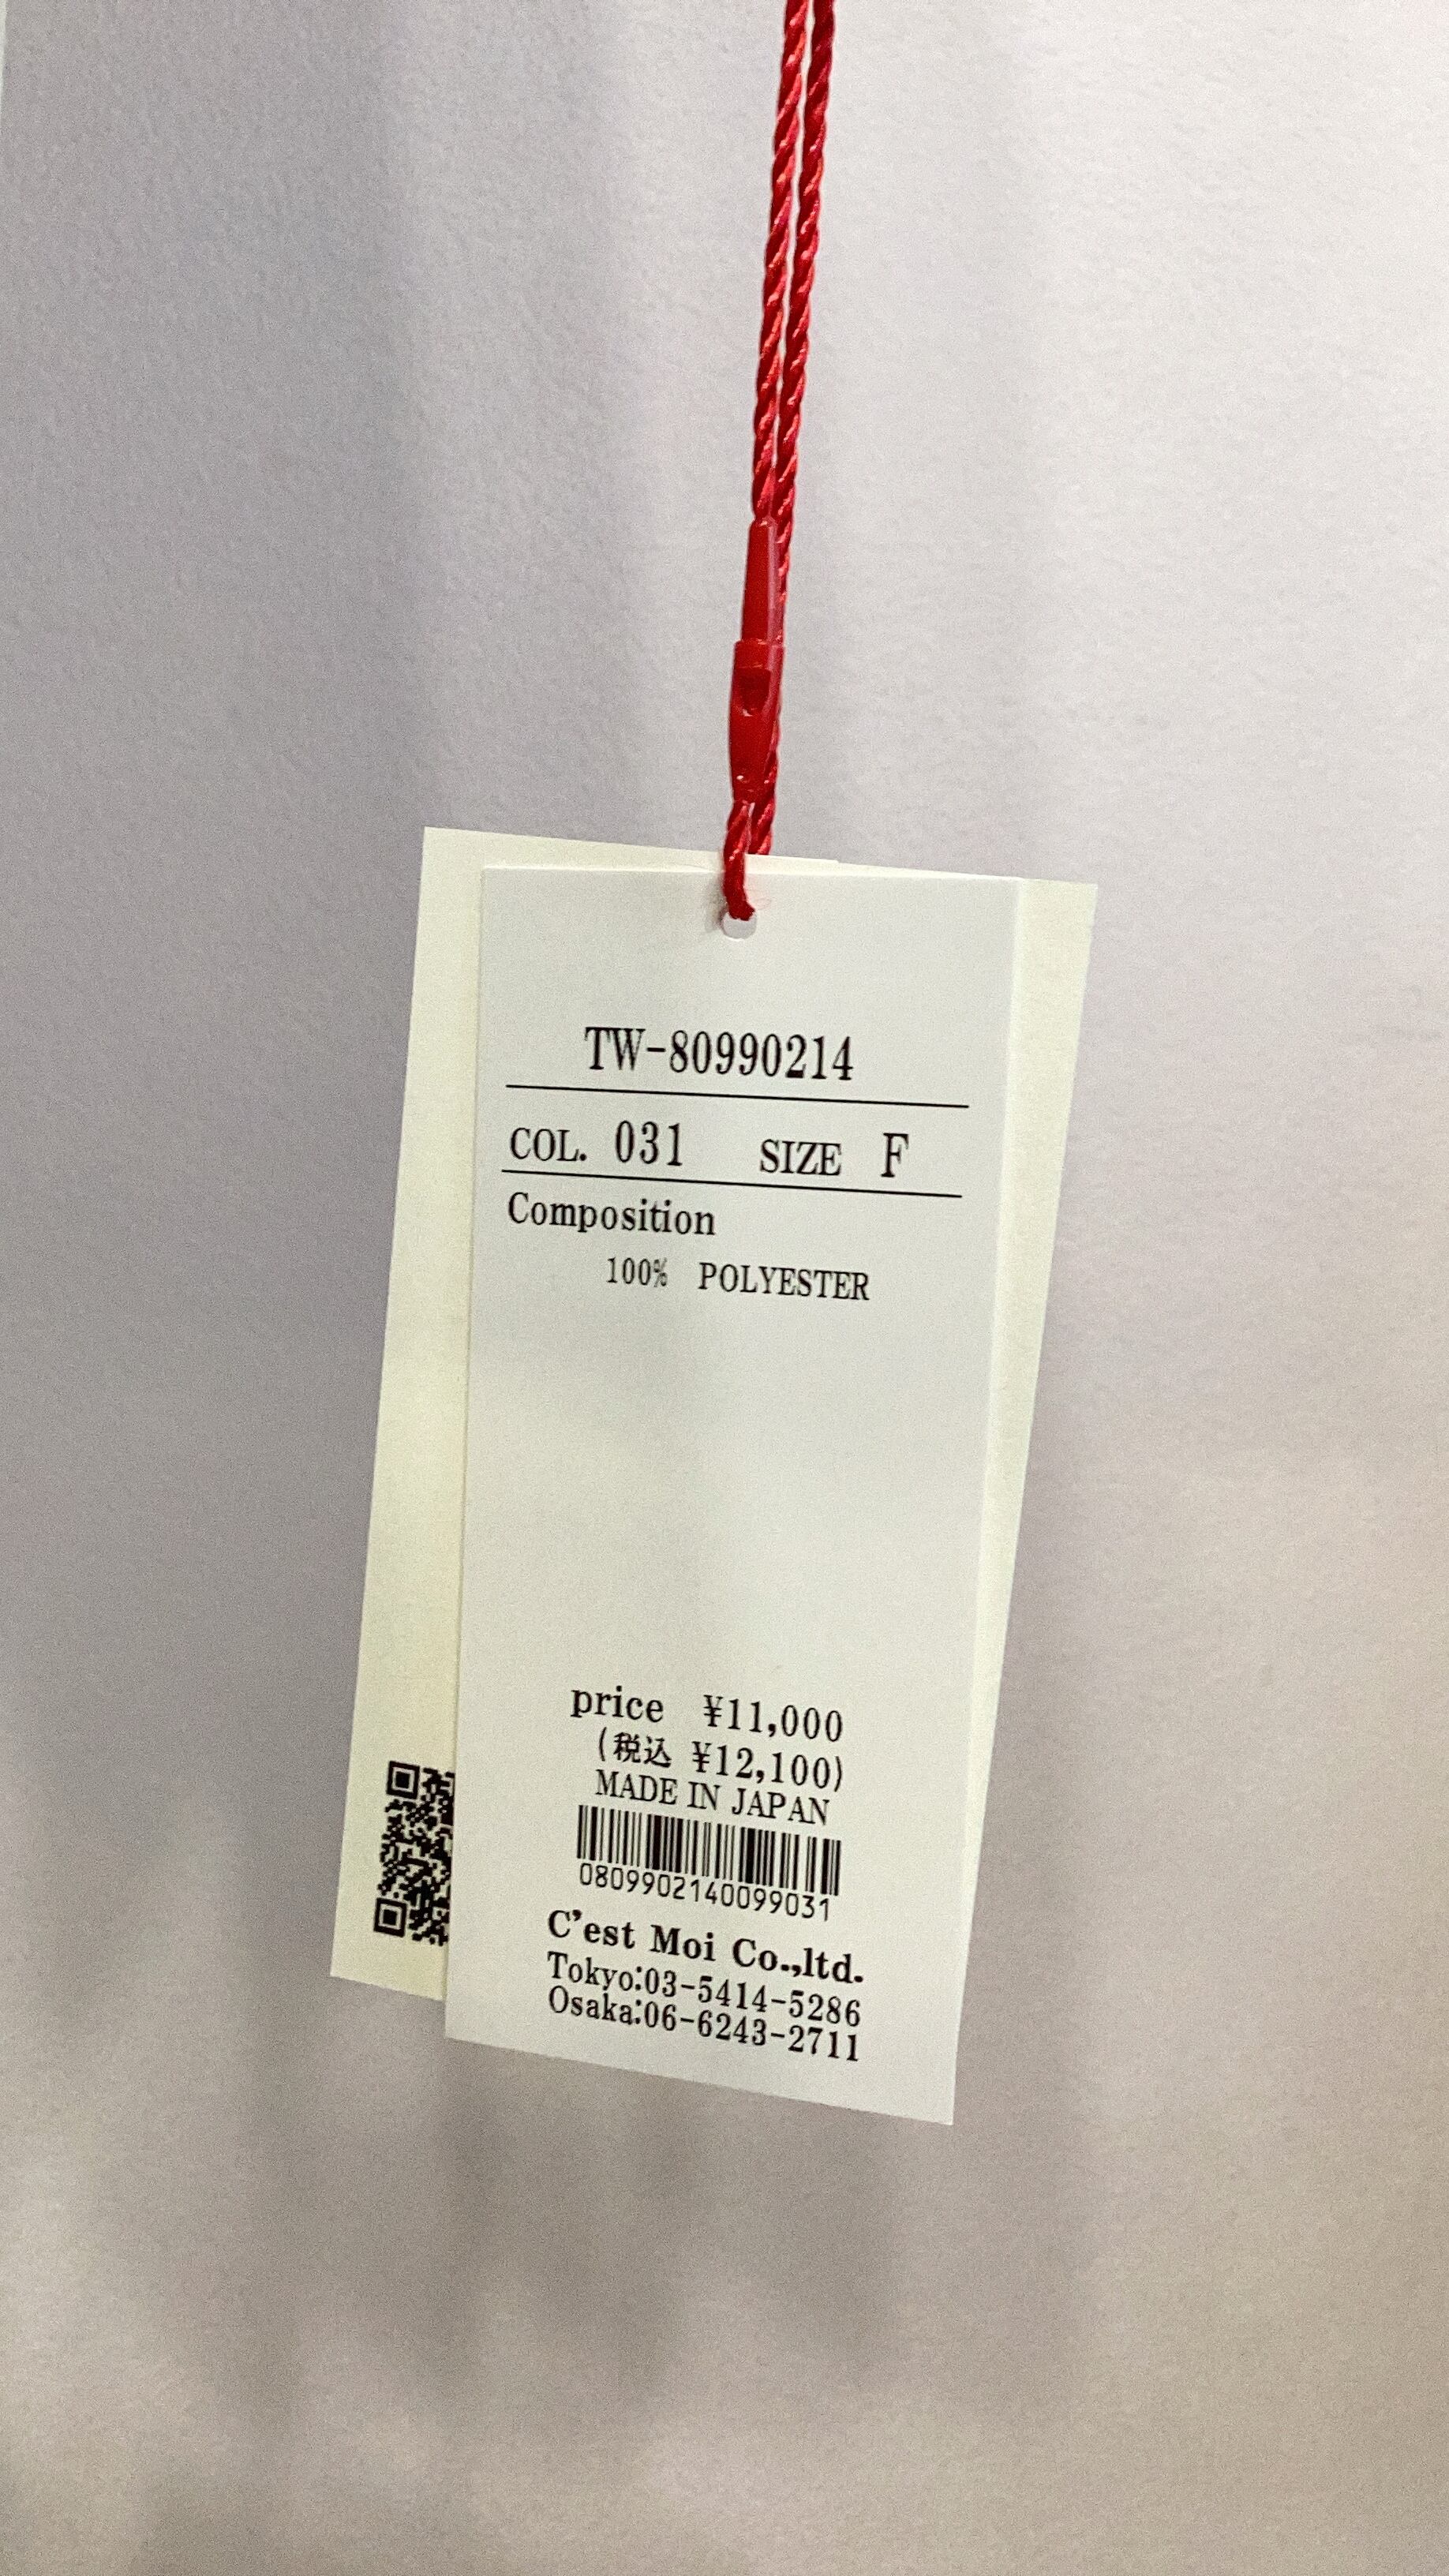 TW-80990214
COL. 031 SIZE F
Composition
100% POLYESTER
price ¥11,000
(税込 ¥12,100)
MADE IN JAPAN
0809902140099031
C'est Moi Co.,ltd.
Tokyo:03-5414-5286
Osaka:06-6243-2711